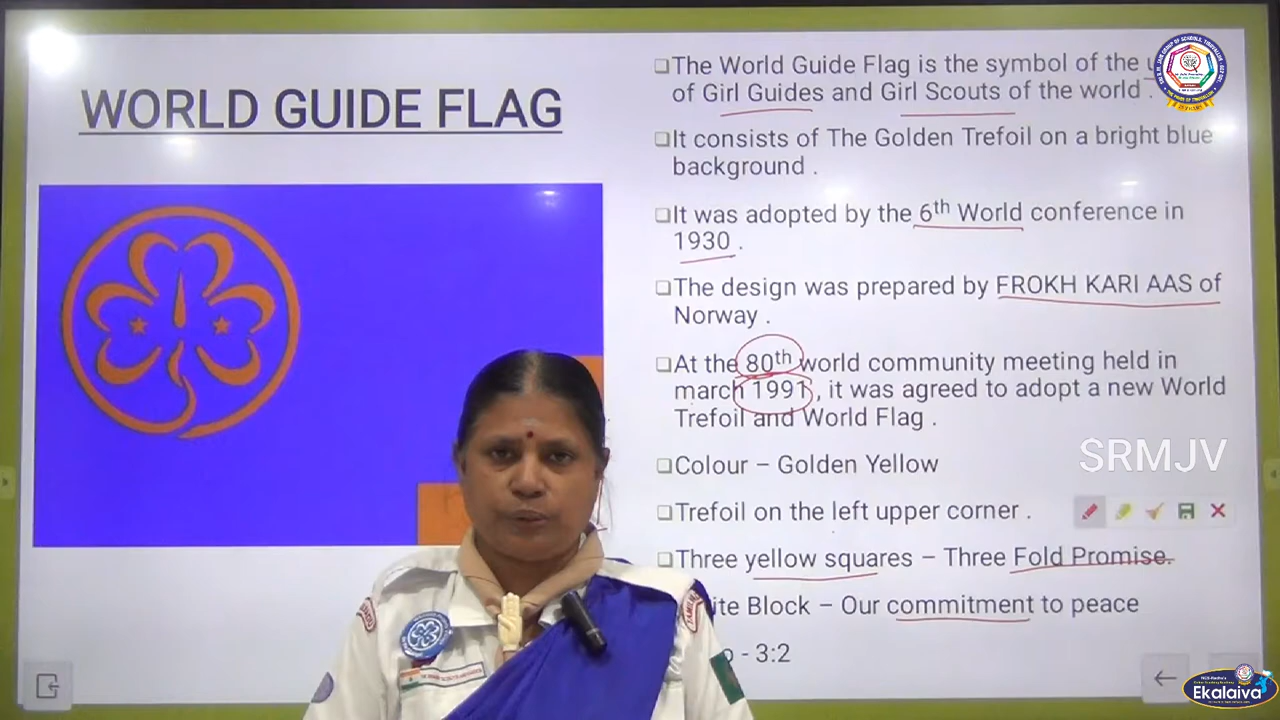 WORLD GUIDE FLAG
The World Guide Flag is the symbol of the
of Girl Guides and Girl Scouts of the world .
It consists of The Golden Trefoil on a bright blue
background .
It was adopted by the 6th World conference in
1930 .
The design was prepared by FROKH KARI AAS of
Norway .
At the 80th world community meeting held in
march 1991 , it was agreed to adopt a new World
Trefoil and World Flag .
Colour – Golden Yellow
SRMJV
Trefoil on the left upper corner .
Three yellow squares – Three Fold Promise.
Block – Our commitment to peace
- 3:2
Ekalaiva